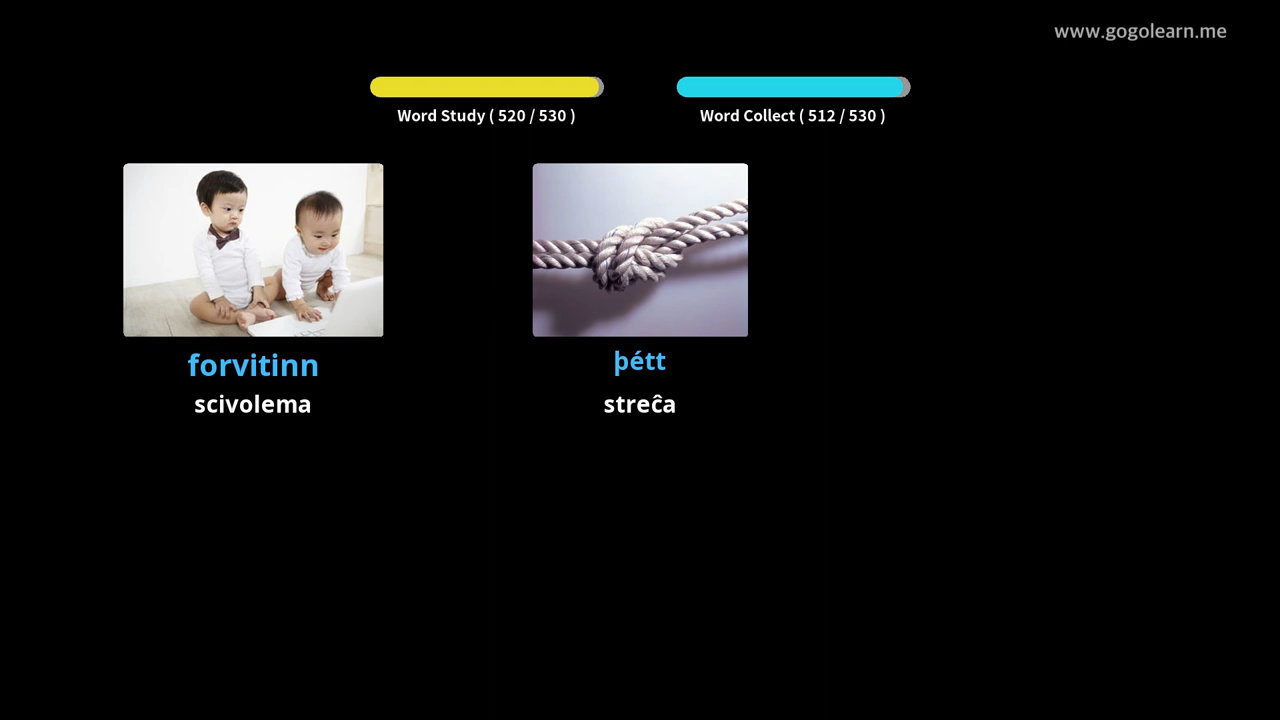 www.gogolearn.me
Word Study ( 520 / 530 )
Word Collect ( 512 / 530 )
forvitinn
scivolema
þétt
streĉa